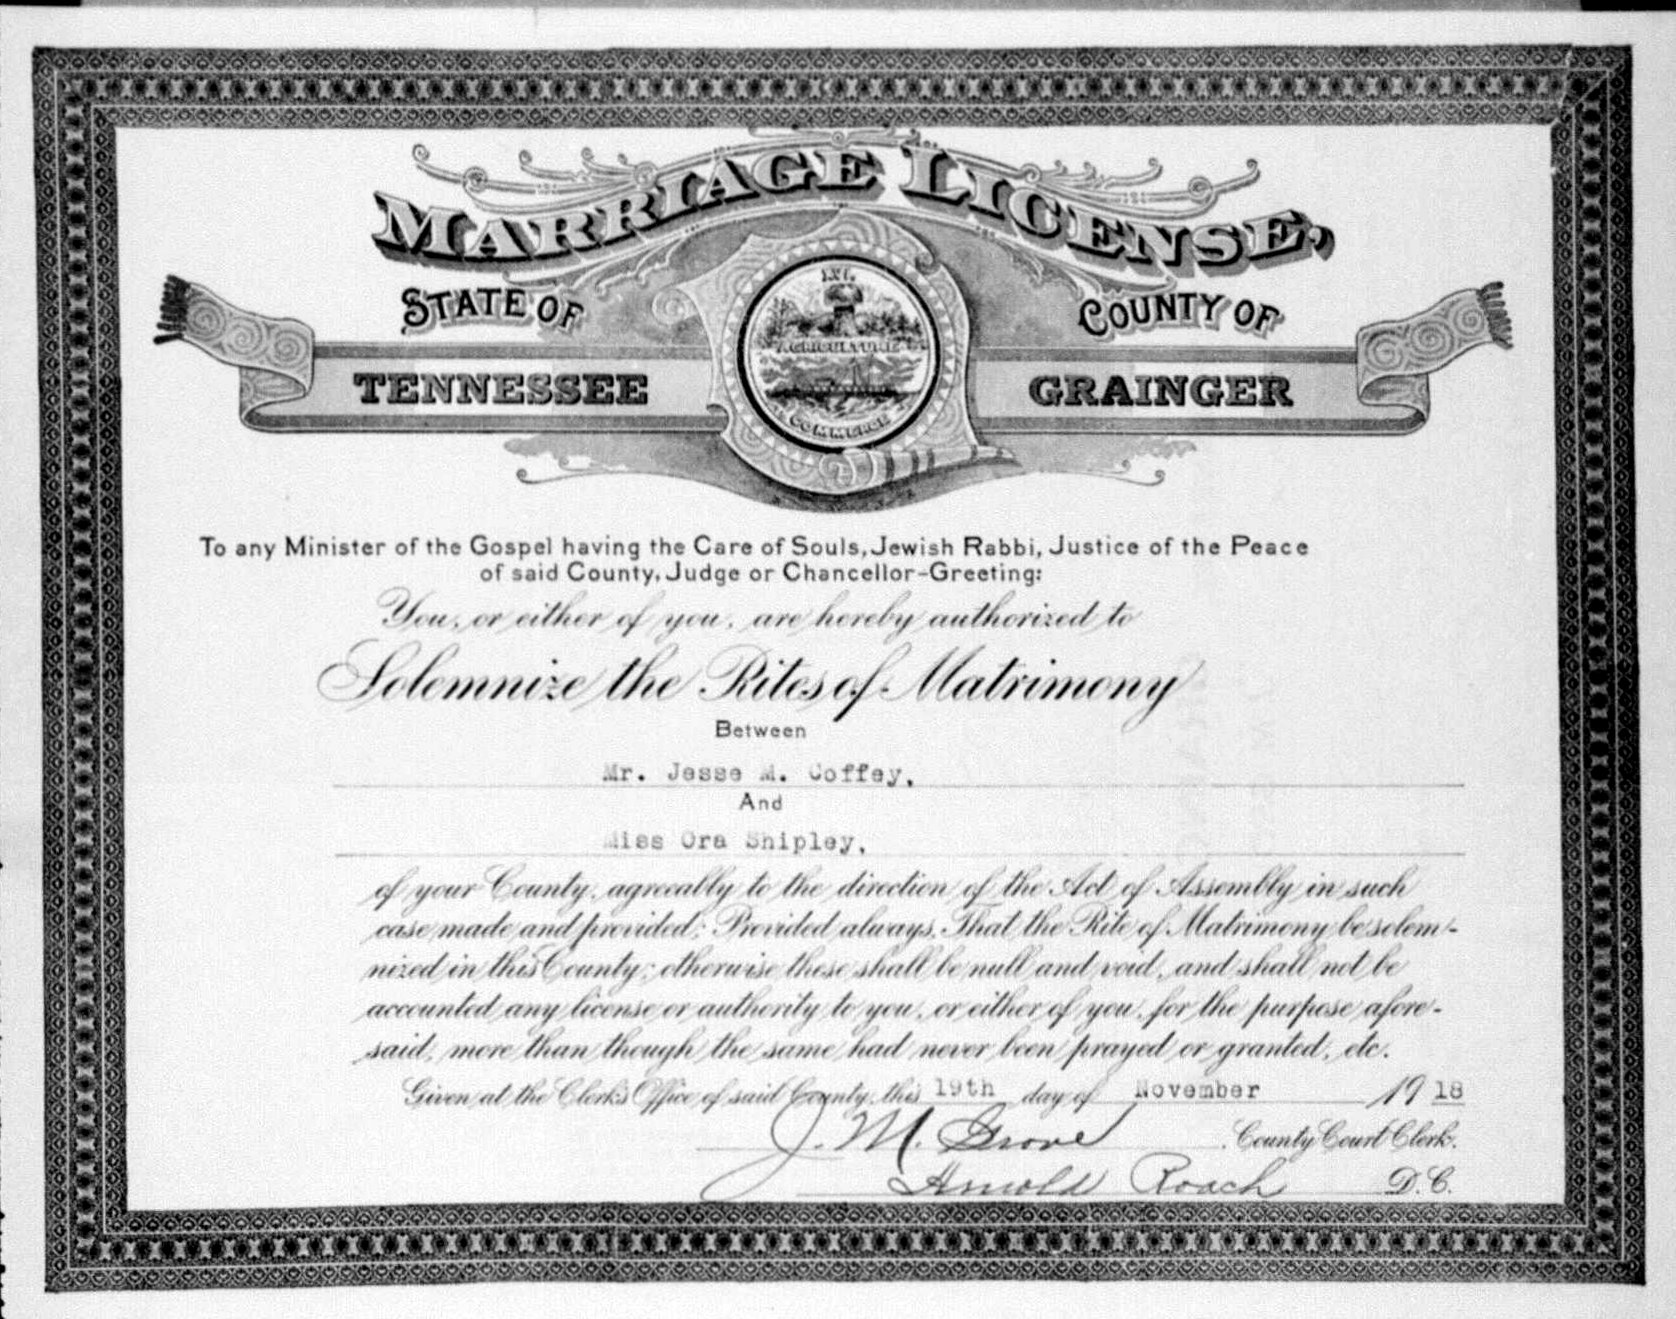 MARRIAGE LICENSE,
STATE OF
COUNTY OF
TENNESSEE
GRAINGER
XVI.
AGRICULTURE
COMMERCE
To any Minister of the Gospel having the Care of Souls, Jewish Rabbi, Justice of the Peace
of said County, Judge or Chancellor-Greeting:
You, or either of you, are hereby authorized to
Solemnize the Rites of Matrimony
Between
Mr. Jesse M. Coffey,
And
Miss Ora Shipley,
of your County, agreeably to the direction of the Act of Assembly in such
case made and provided; Provided always, That the Rite of Matrimony be solem-
nized in this County; otherwise these shall be null and void, and shall not be
accounted any license or authority to you, or either of you, for the purpose afore-
said, more than though the same had never been prayed or granted, etc.
Given at the Clerk's Office of said County, this 19th day of November 1918
J. M. Grove, County Court Clerk.
Arnold Roach D. C.